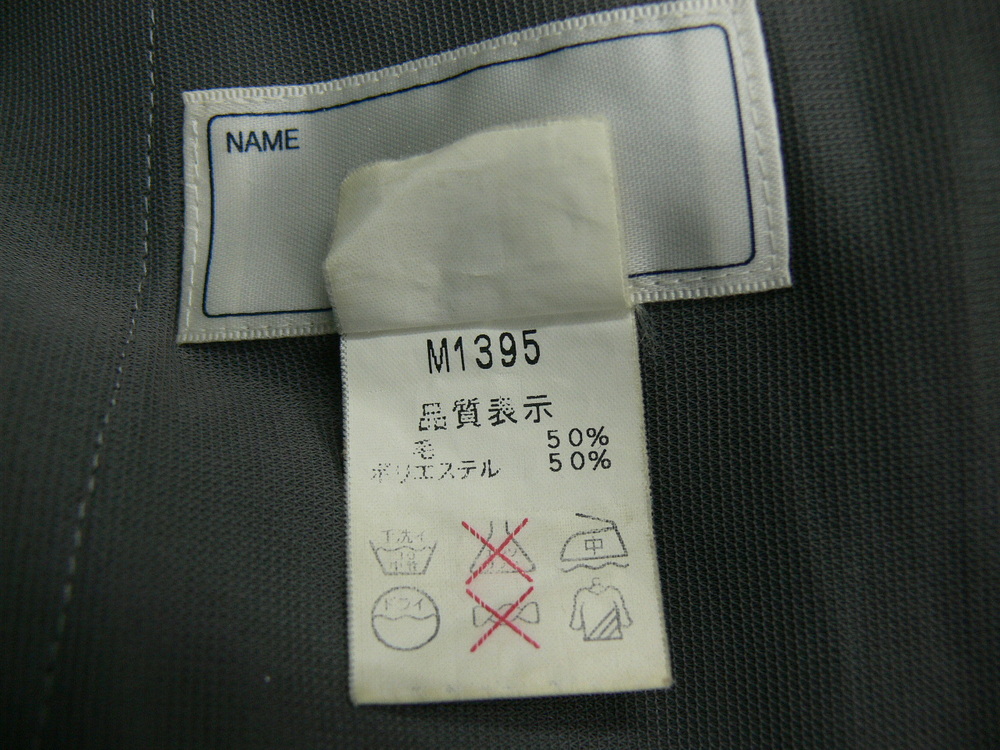 NAME
M1395
品質表示
毛 50%
ポリエステル 50%
手洗イ
中
ドライ